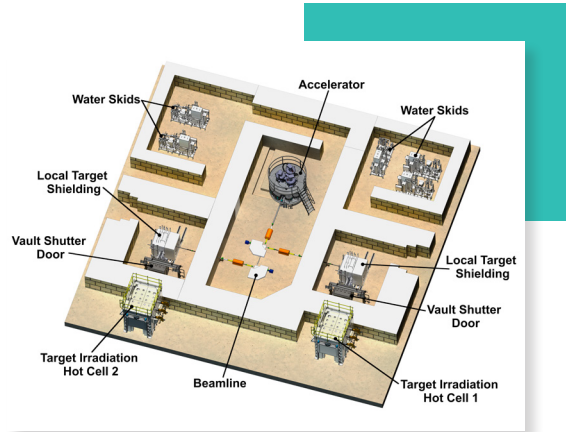 Accelerator
Water Skids
Water Skids
Local Target
Shielding
Vault Shutter
Door
Local Target
Shielding
Vault Shutter
Door
Target Irradiation
Hot Cell 2
Beamline
Target Irradiation
Hot Cell 1